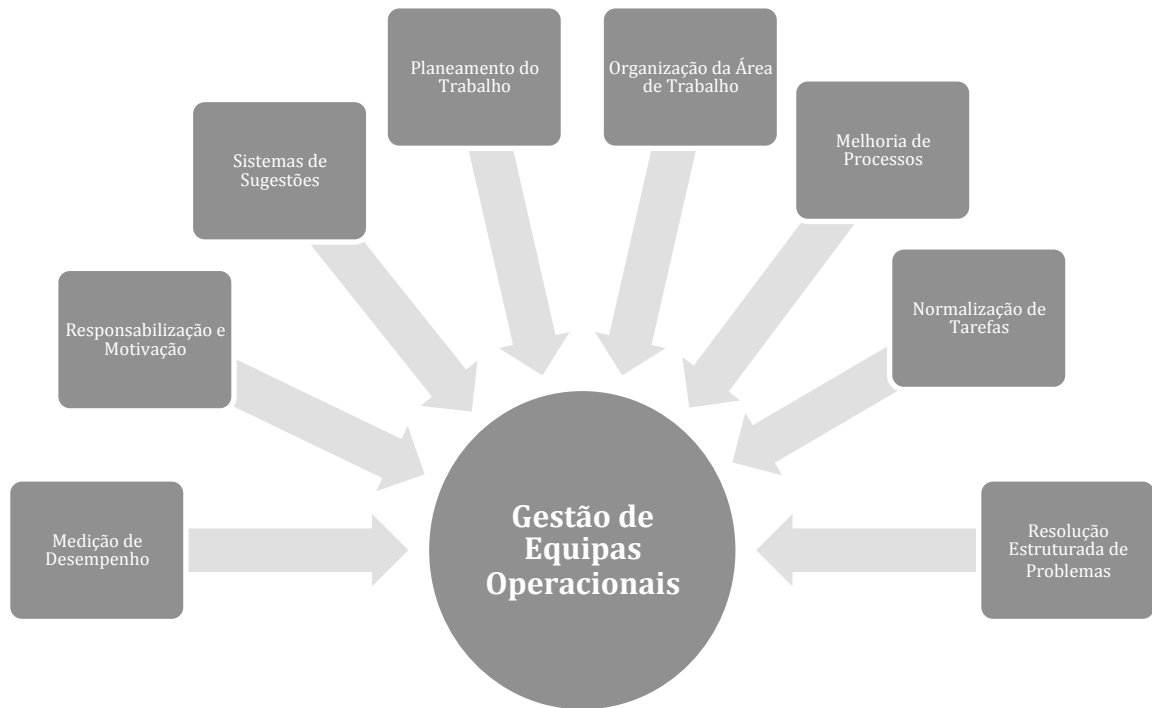 Planeamento do
Trabalho
Organização da Área
de Trabalho
Sistemas de
Sugestões
Melhoria de
Processos
Responsabilização e
Motivação
Normalização de
Tarefas
Medição de
Desempenho
Gestão de
Equipas
Operacionais
Resolução
Estruturada de
Problemas